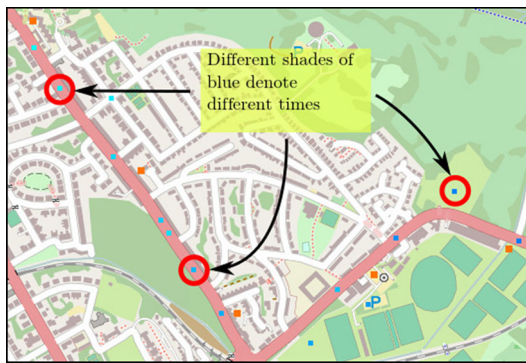 Different shades of
blue denote
different times
P
P